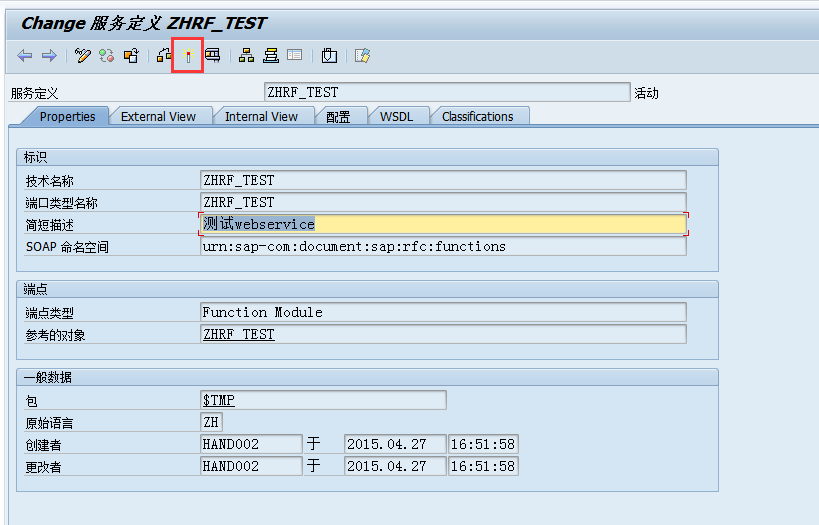 Change 服务定义 ZHRF_TEST
服务定义 ZHRF_TEST 活动
Properties External View Internal View 配置 WSDL Classifications
标识
技术名称 ZHRF_TEST
端口类型名称 ZHRF_TEST
简短描述 测试webservice
SOAP 命名空间 urn:sap-com:document:sap:rfc:functions
端点
端点类型 Function Module
参考的对象 ZHRF_TEST
一般数据
包 $TMP
原始语言 ZH
创建者 HAND002 于 2015.04.27 16:51:58
更改者 HAND002 于 2015.04.27 16:51:58